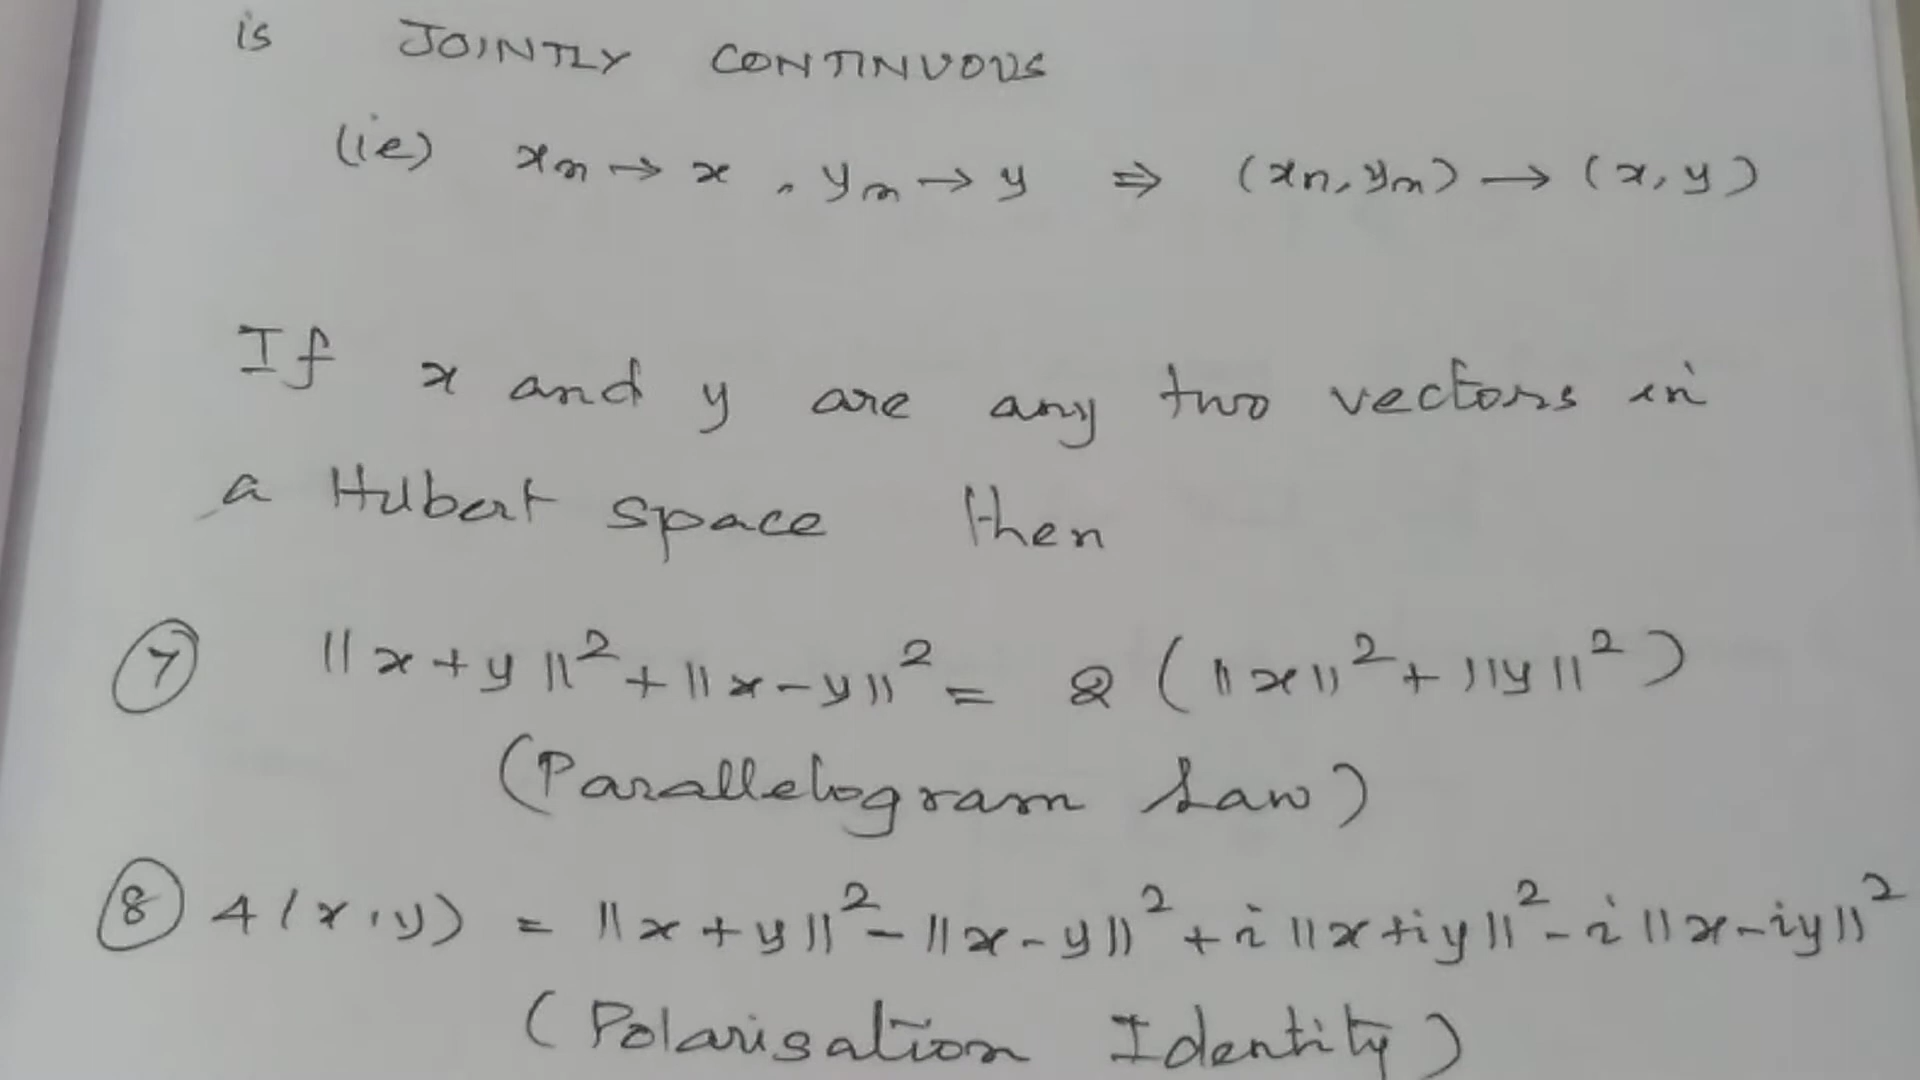 is JOINTLY CONTINUOUS
(ie) xn → x, yn → y ⇒ (xn, yn) → (x, y)
If x and y are any two vectors in
a Hilbert space then
⑦ ||x+y||² + ||x-y||² = 2 (||x||² + ||y||²)
(Parallelogram Law)
⑧ 4(x,y) = ||x+y||² - ||x-y||² + i ||x+iy||² - i ||x-iy||²
(Polarisation Identity)